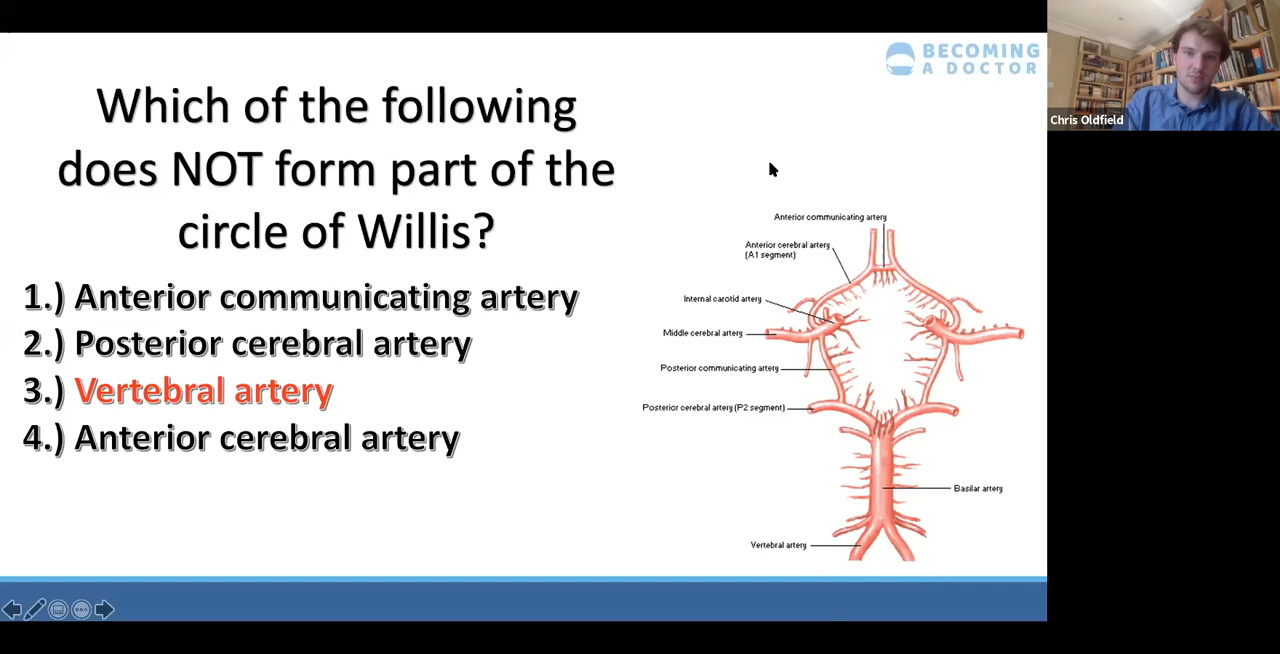 BECOMING
A DOCTOR
Chris Oldfield
Which of the following
does NOT form part of the
circle of Willis?
1.) Anterior communicating artery
2.) Posterior cerebral artery
3.) Vertebral artery
4.) Anterior cerebral artery
Anterior communicating artery
Anterior cerebral artery
(A1 segment)
Internal carotid artery
Middle cerebral artery
Posterior communicating artery
Posterior cerebral artery (P2 segment)
Basilar artery
Vertebral artery